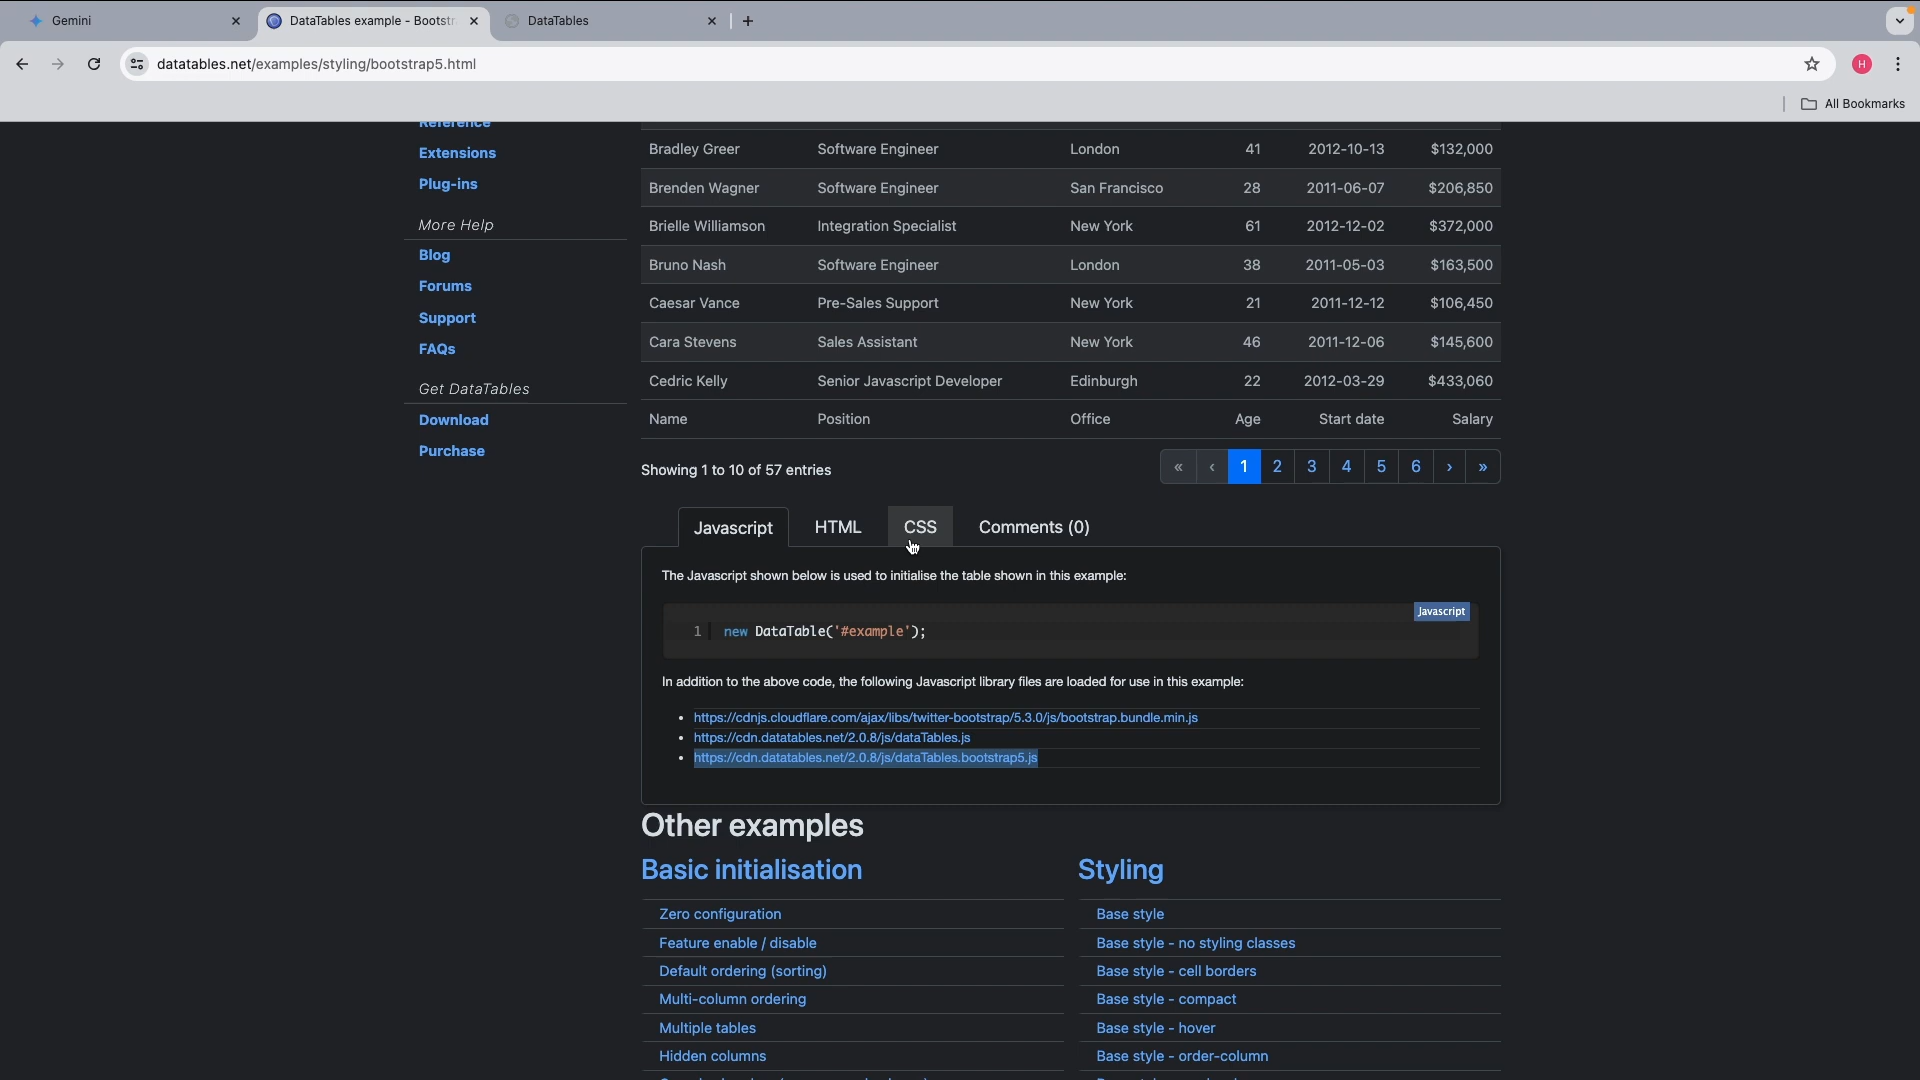 Gemini
DataTables example - Bootstr
DataTables
datatables.net/examples/styling/bootstrap5.html
H
All Bookmarks
Reference
Extensions
Plug-ins
More Help
Blog
Forums
Support
FAQs
Get DataTables
Download
Purchase
Bradley Greer Software Engineer London 41 2012-10-13 $132,000
Brenden Wagner Software Engineer San Francisco 28 2011-06-07 $206,850
Brielle Williamson Integration Specialist New York 61 2012-12-02 $372,000
Bruno Nash Software Engineer London 38 2011-05-03 $163,500
Caesar Vance Pre-Sales Support New York 21 2011-12-12 $106,450
Cara Stevens Sales Assistant New York 46 2011-12-06 $145,600
Cedric Kelly Senior Javascript Developer Edinburgh 22 2012-03-29 $433,060
Name Position Office Age Start date Salary
Showing 1 to 10 of 57 entries
« ‹ 1 2 3 4 5 6 › »
Javascript HTML CSS Comments (0)
The Javascript shown below is used to initialise the table shown in this example:
Javascript
1 new DataTable('#example');
In addition to the above code, the following Javascript library files are loaded for use in this example:
• https://cdnjs.cloudflare.com/ajax/libs/twitter-bootstrap/5.3.0/js/bootstrap.bundle.min.js
• https://cdn.datatables.net/2.0.8/js/dataTables.js
• https://cdn.datatables.net/2.0.8/js/dataTables.bootstrap5.js
Other examples
Basic initialisation
Zero configuration
Feature enable / disable
Default ordering (sorting)
Multi-column ordering
Multiple tables
Hidden columns
Styling
Base style
Base style - no styling classes
Base style - cell borders
Base style - compact
Base style - hover
Base style - order-column